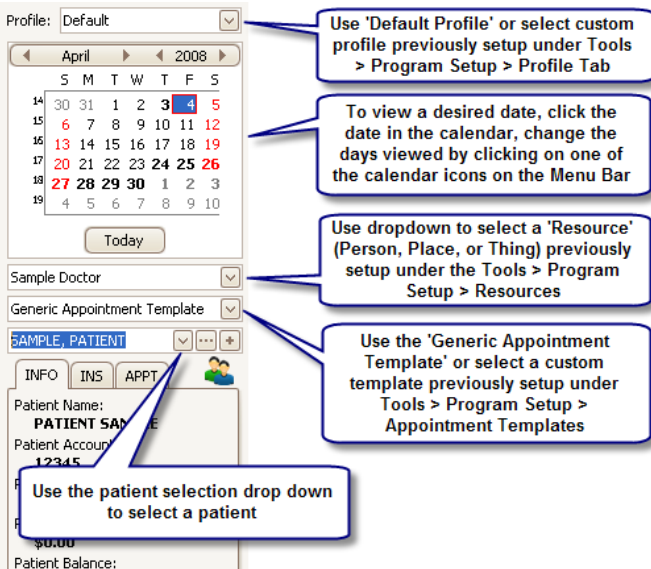 Profile: Default
Use 'Default Profile' or select custom
profile previously setup under Tools
> Program Setup > Profile Tab
April 2008
S M T W T F S
14 30 31 1 2 3 4 5
15 6 7 8 9 10 11 12
16 13 14 15 16 17 18 19
17 20 21 22 23 24 25 26
18 27 28 29 30 1 2 3
19 4 5 6 7 8 9 10
Today
To view a desired date, click the
date in the calendar, change the
days viewed by clicking on one of
the calendar icons on the Menu Bar
Sample Doctor
Use dropdown to select a 'Resource'
(Person, Place, or Thing) previously
setup under the Tools > Program
Setup > Resources
Generic Appointment Template
Use the 'Generic Appointment
Template' or select a custom
template previously setup under
Tools > Program Setup >
Appointment Templates
SAMPLE, PATIENT
INFO INS APPT
Patient Name:
PATIENT
Patient Account
12345
Use the patient selection drop down
to select a patient
$0.00
Patient Balance: